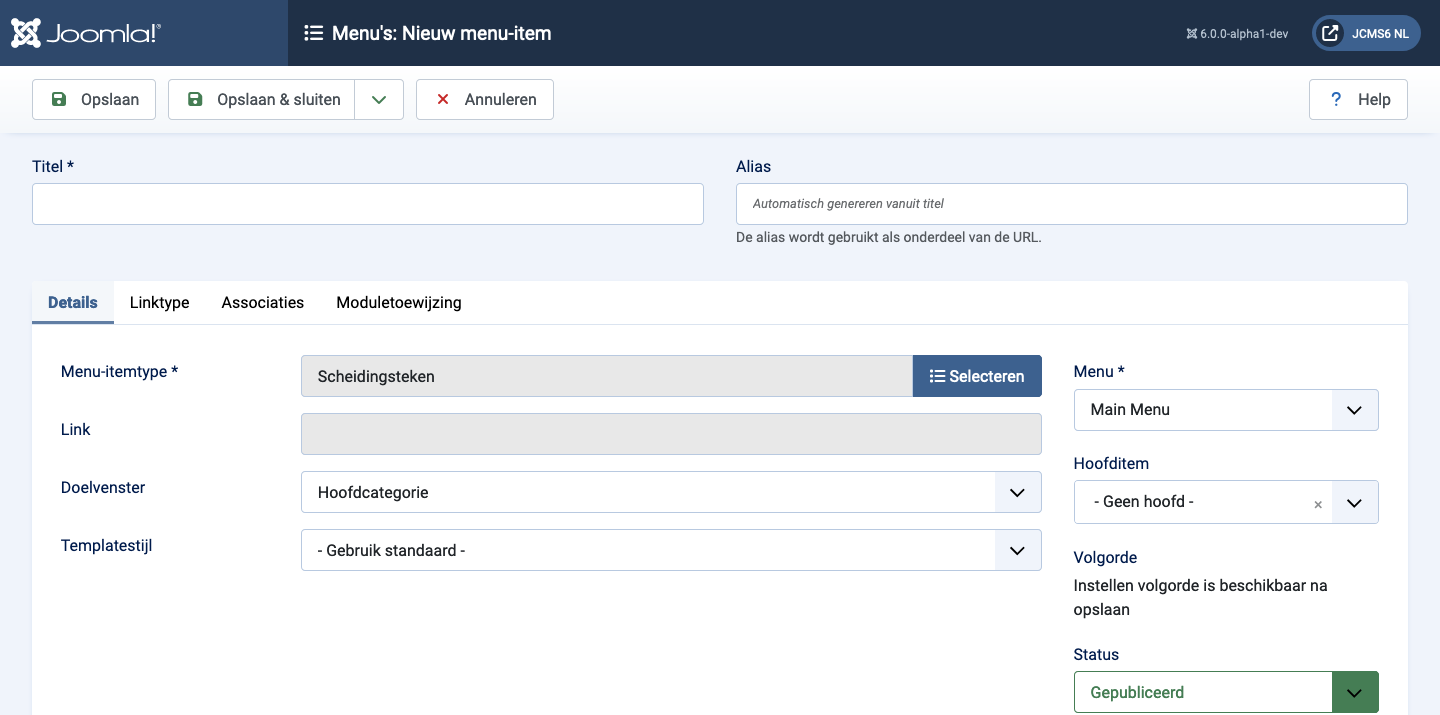 Joomla!®
Menu's: Nieuw menu-item
6.0.0-alpha1-dev
JCMS6 NL
Opslaan
Opslaan & sluiten
Annuleren
? Help
Titel *
Alias
Automatisch genereren vanuit titel
De alias wordt gebruikt als onderdeel van de URL.
Details
Linktype
Associaties
Moduletoewijzing
Menu-itemtype *
Scheidingsteken
Selecteren
Link
Doelvenster
Hoofdcategorie
Templatestijl
- Gebruik standaard -
Menu *
Main Menu
Hoofditem
- Geen hoofd - ×
Volgorde
Instellen volgorde is beschikbaar na
opslaan
Status
Gepubliceerd